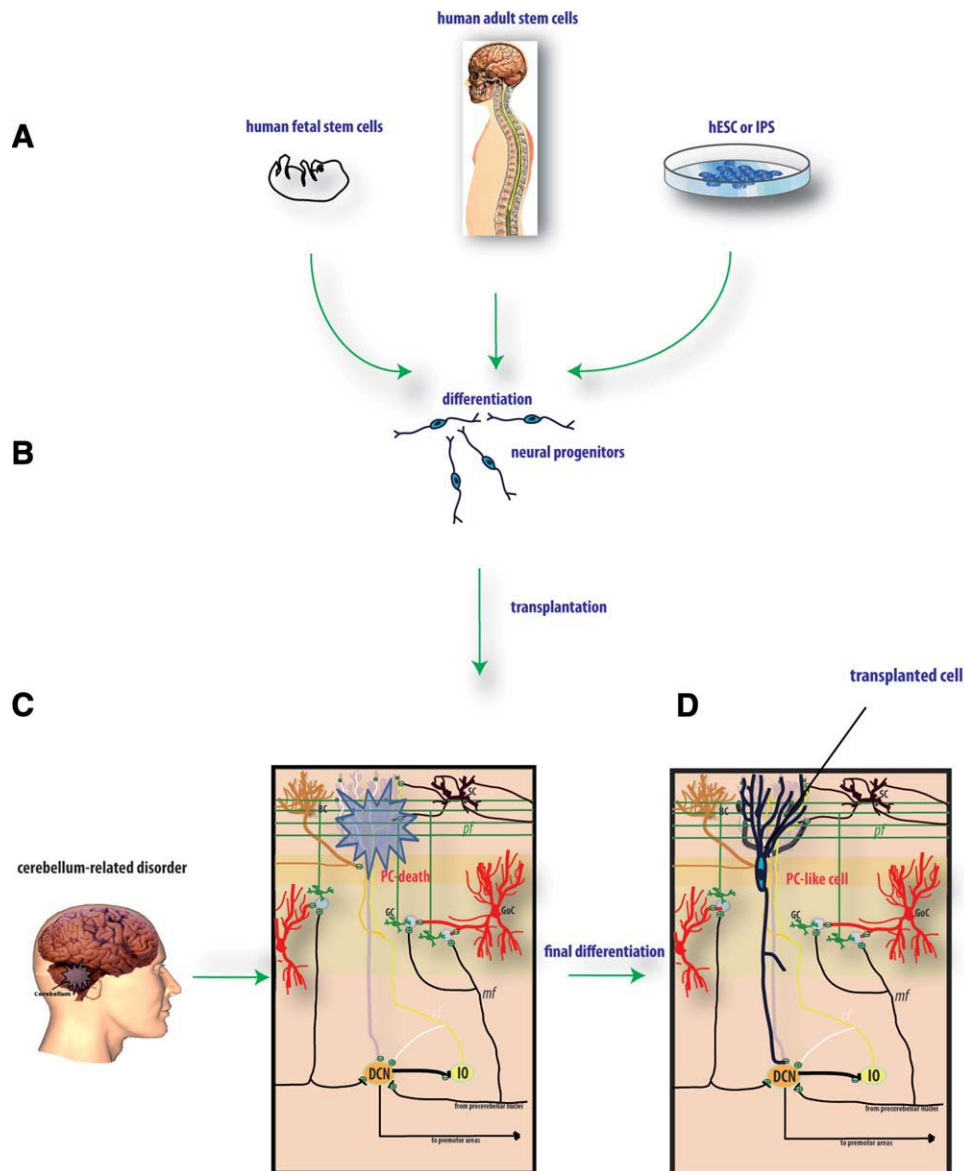 human adult stem cells
A
human fetal stem cells
hESC or IPS
differentiation
B
neural progenitors
transplantation
C
D
transplanted cell
cerebellum-related disorder
Cerebellum
BC
SC
pf
PC-death
GC
GoC
mf
cf
DCN
IO
from precerebellar nuclei
to premotor areas
final differentiation
BC
SC
pf
PC-like cell
GC
GoC
mf
cf
DCN
IO
from precerebellar nuclei
to premotor areas